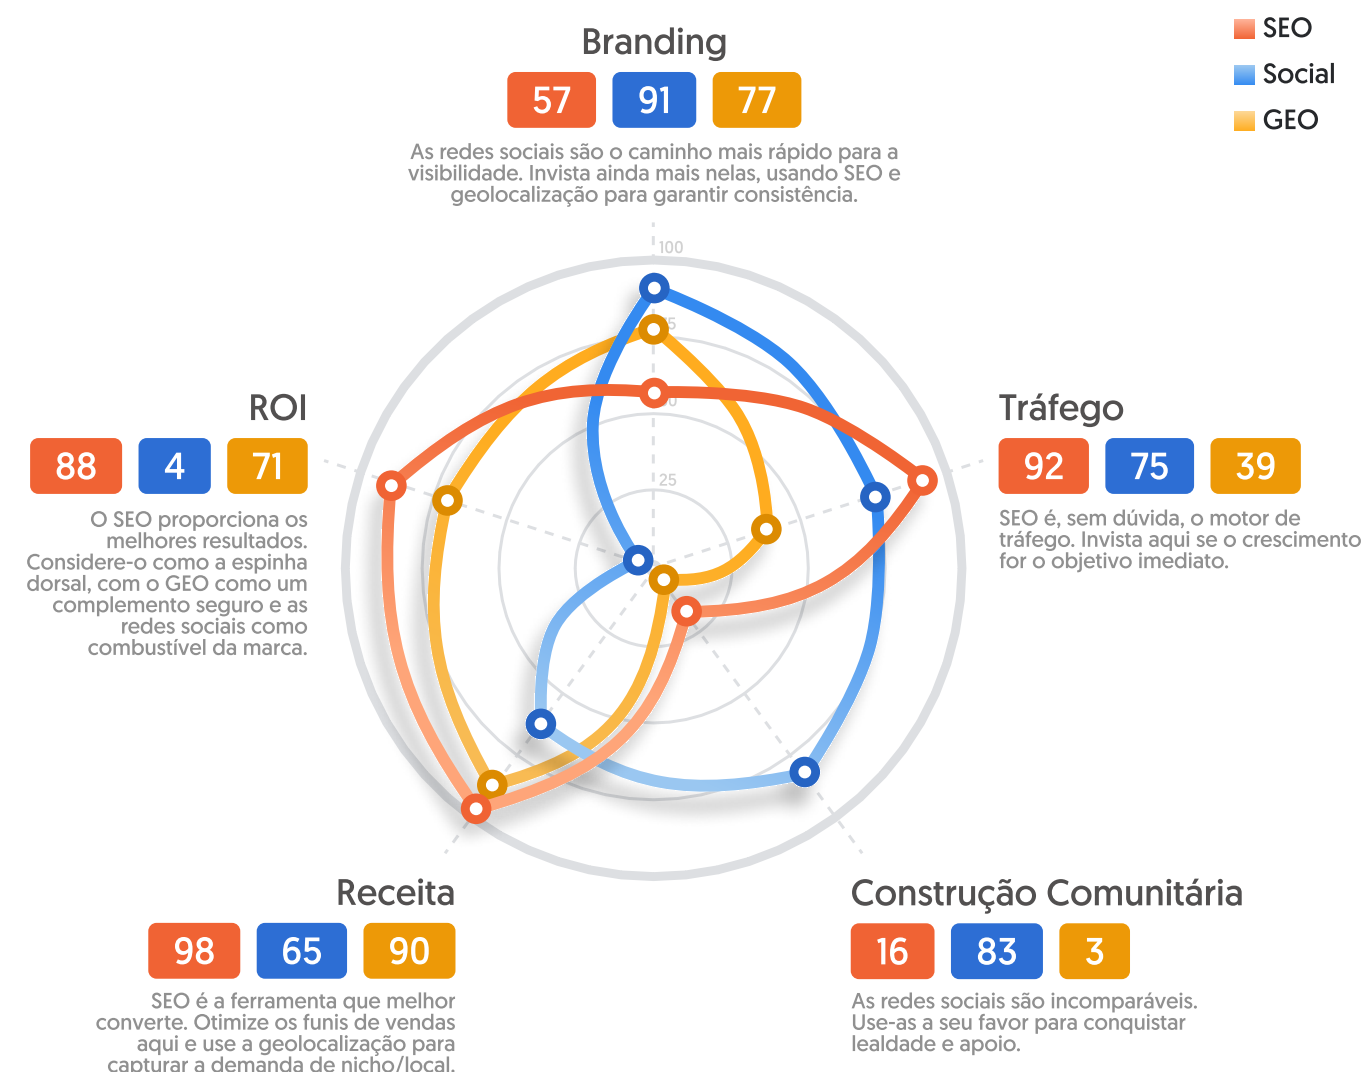 Branding
57 91 77
As redes sociais são o caminho mais rápido para a
visibilidade. Invista ainda mais nelas, usando SEO e
geolocalização para garantir consistência.
SEO
Social
GEO
100
25
ROI
88 4 71
O SEO proporciona os
melhores resultados.
Considere-o como a espinha
dorsal, com o GEO como um
complemento seguro e as
redes sociais como
combustível da marca.
Tráfego
92 75 39
SEO é, sem dúvida, o motor de
tráfego. Invista aqui se o crescimento
for o objetivo imediato.
Receita
98 65 90
SEO é a ferramenta que melhor
converte. Otimize os funis de vendas
aqui e use a geolocalização para
capturar a demanda de nicho/local.
Construção Comunitária
16 83 3
As redes sociais são incomparáveis.
Use-as a seu favor para conquistar
lealdade e apoio.